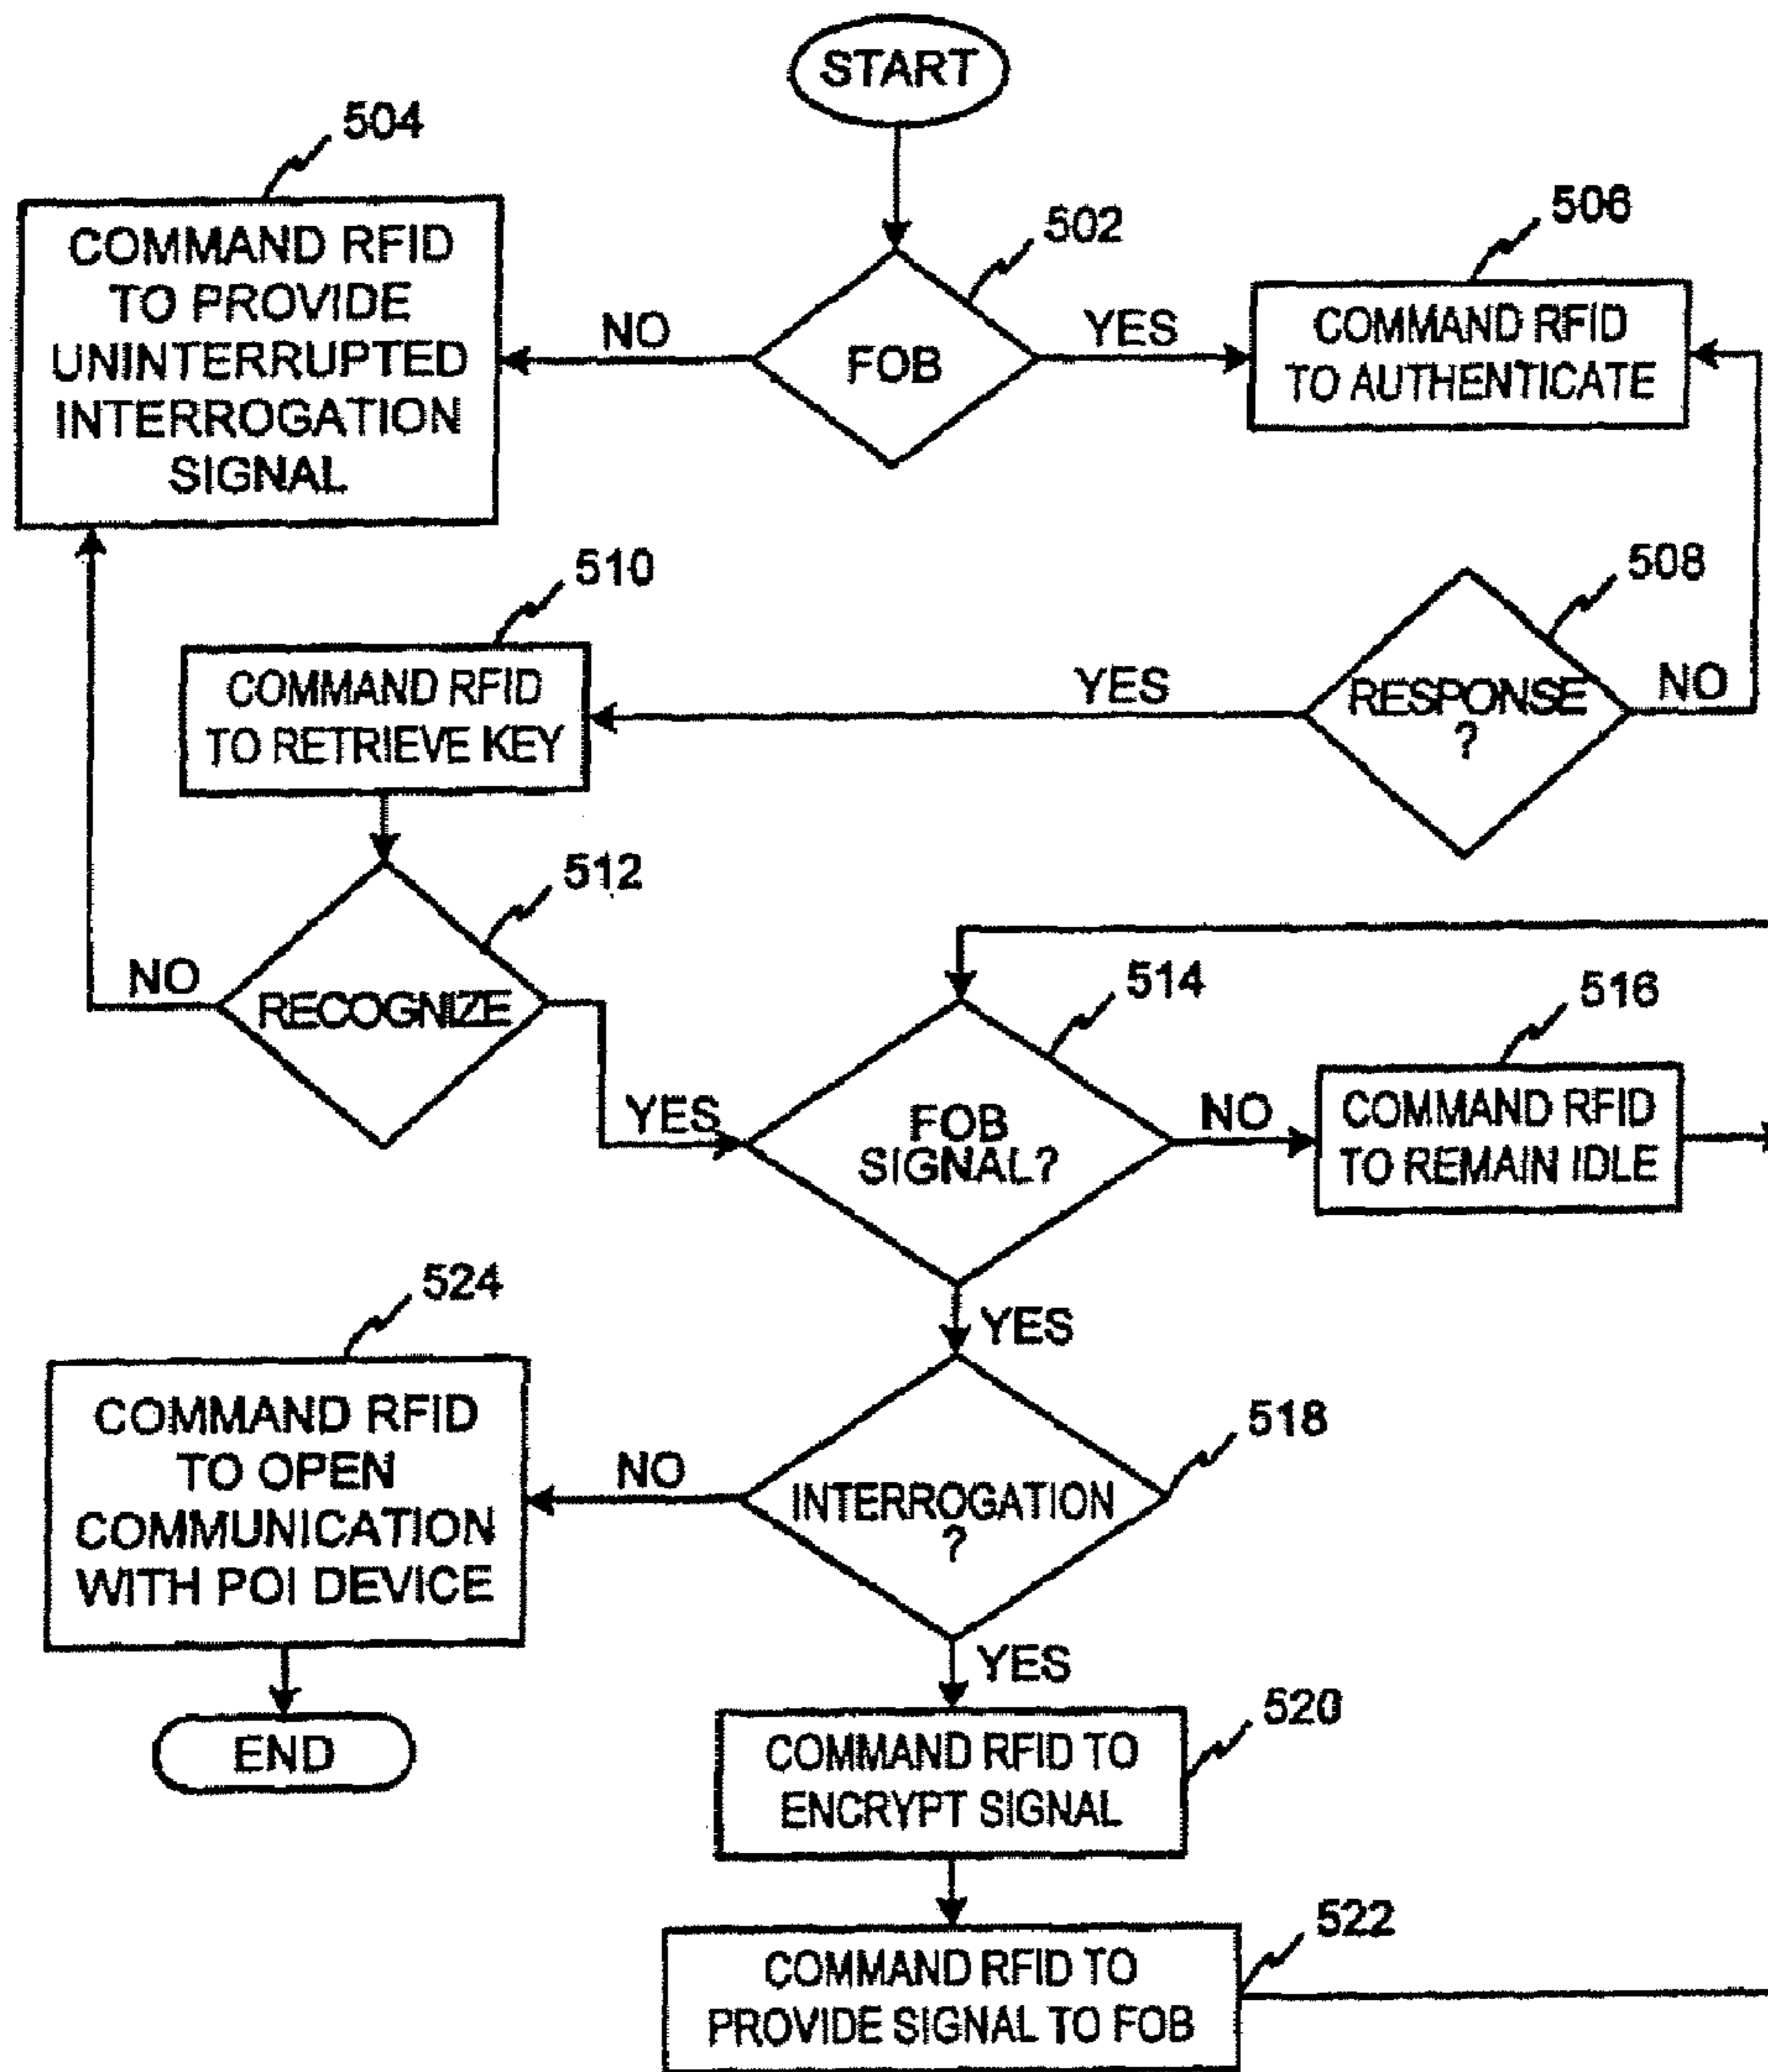 START
504
COMMAND RFID
TO PROVIDE
UNINTERRUPTED
INTERROGATION
SIGNAL
NO
502
FOB
YES
506
COMMAND RFID
TO AUTHENTICATE
510
COMMAND RFID
TO RETRIEVE KEY
YES
508
RESPONSE
?
NO
512
NO
RECOGNIZE
YES
514
FOB
SIGNAL?
NO
516
COMMAND RFID
TO REMAIN IDLE
YES
524
COMMAND RFID
TO OPEN
COMMUNICATION
WITH POI DEVICE
NO
518
INTERROGATION
?
YES
END
520
COMMAND RFID TO
ENCRYPT SIGNAL
522
COMMAND RFID TO
PROVIDE SIGNAL TO FOB